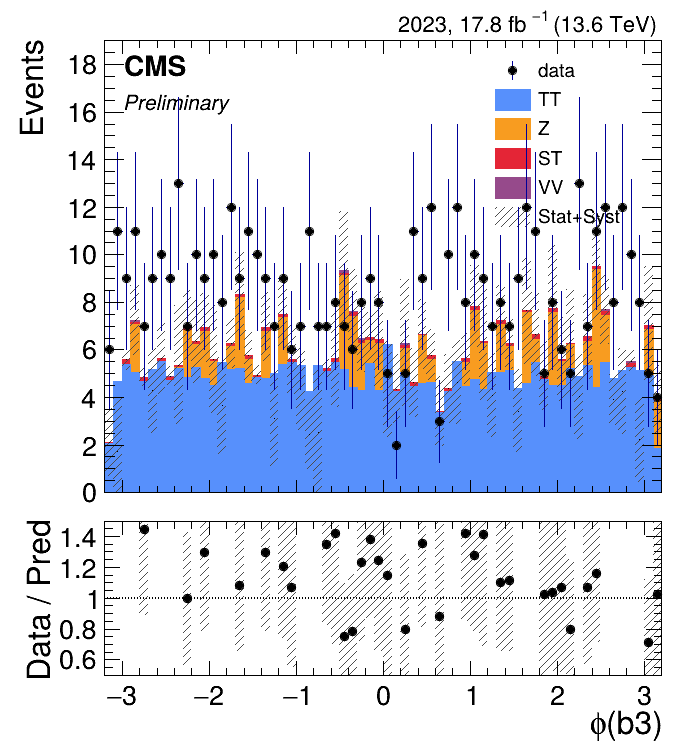 2023, 17.8 fb⁻¹ (13.6 TeV)
CMS
Preliminary
data
TT
Z
ST
VV
Stat+Syst
Events
18
16
14
12
10
8
6
4
2
0
Data / Pred
1.4
1.2
1
0.8
0.6
−3 −2 −1 0 1 2 3
ϕ(b3)